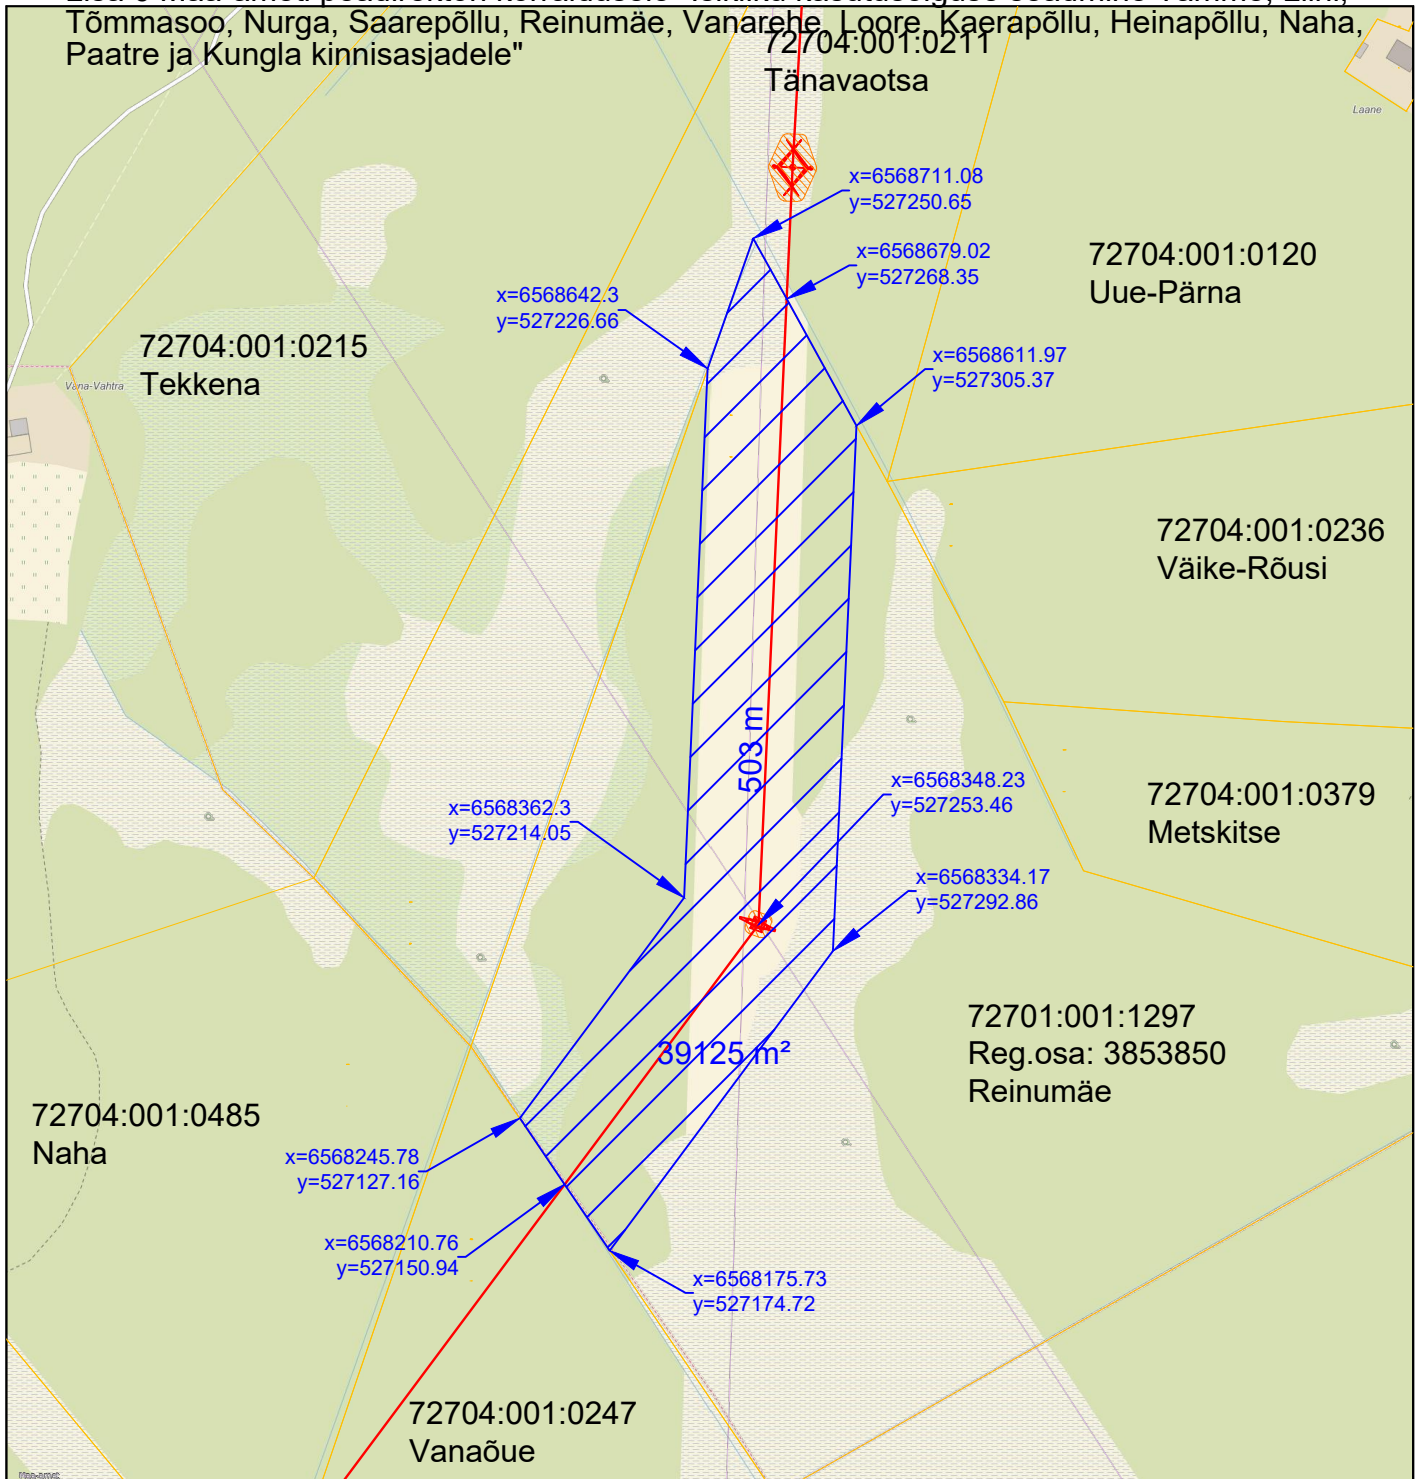 Tõmmasoo, Nurga, Saarepõllu, Reinumäe, Vanarehe, Loore, Kaerapõllu, Heinapõllu, Naha,
Paatre ja Kungla kinnisasjadele"
72704:001:0211
Tänavaotsa
Laane
x=6568711.08
y=527250.65
x=6568679.02
y=527268.35
72704:001:0120
Uue-Pärna
x=6568642.3
y=527226.66
72704:001:0215
Tekkena
Vana-Vahtra
x=6568611.97
y=527305.37
72704:001:0236
Väike-Rõusi
503 m
x=6568348.23
y=527253.46
72704:001:0379
Metskitse
x=6568362.3
y=527214.05
x=6568334.17
y=527292.86
72701:001:1297
Reg.osa: 3853850
Reinumäe
39125 m²
72704:001:0485
Naha
x=6568245.78
y=527127.16
x=6568210.76
y=527150.94
x=6568175.73
y=527174.72
72704:001:0247
Vanaõue
Maa-amet